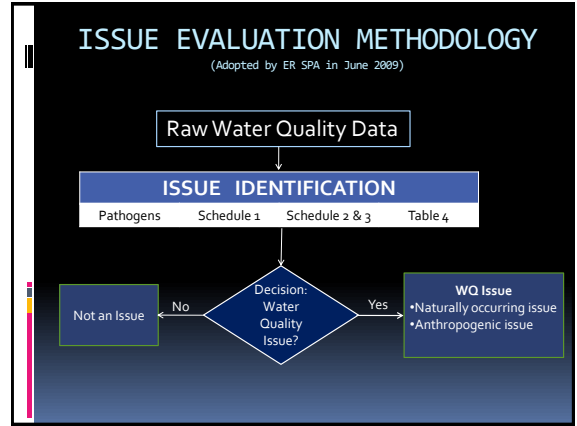 ISSUE EVALUATION METHODOLOGY
(Adopted by ER SPA in June 2009)
Raw Water Quality Data
ISSUE IDENTIFICATION
Pathogens Schedule 1 Schedule 2 & 3 Table 4
Decision:
Water
Quality
Issue?
No
Not an Issue
Yes
WQ Issue
•Naturally occurring issue
•Anthropogenic issue